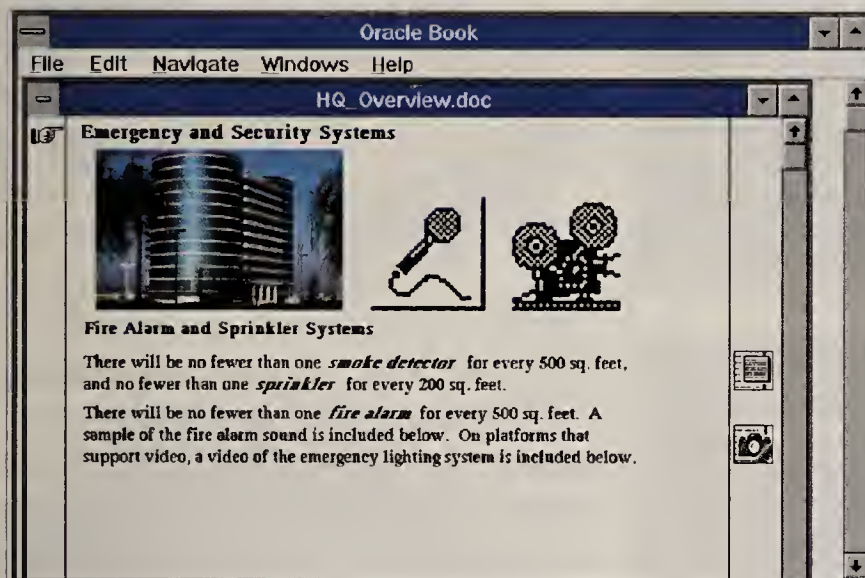 Oracle Book
File Edit Navigate Windows Help
HQ_Overview.doc
Emergency and Security Systems
Fire Alarm and Sprinkler Systems
There will be no fewer than one smoke detector for every 500 sq. feet,
and no fewer than one sprinkler for every 200 sq. feet.
There will be no fewer than one fire alarm for every 500 sq. feet. A
sample of the fire alarm sound is included below. On platforms that
support video, a video of the emergency lighting system is included below.